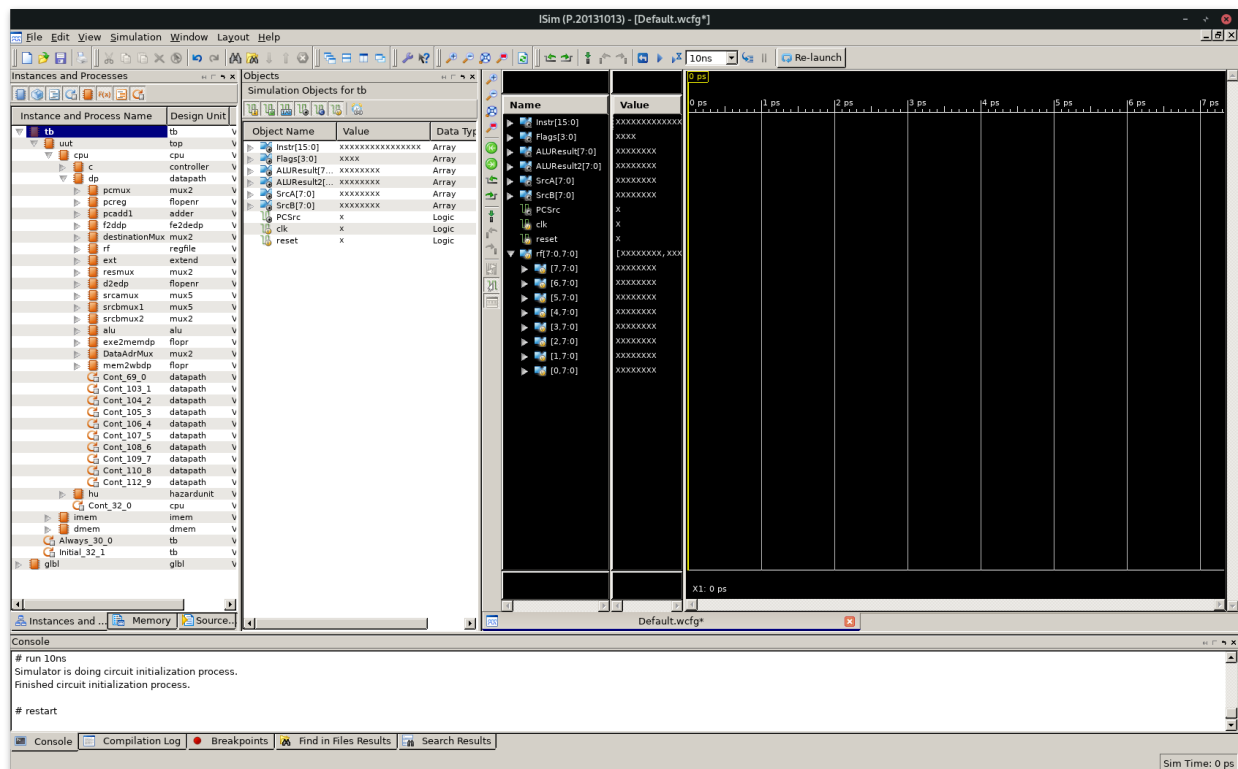 ISim (P.20131013) - [Default.wcfg*]
File Edit View Simulation Window Layout Help
10ns
Re-launch
Instances and Processes
Instance and Process Name Design Unit
tb tb V
uut top V
cpu cpu V
c controller V
dp datapath V
pcmux mux2 V
pcreg flopenr V
pcadd1 adder V
f2ddp fe2dedp V
destinationMux mux2 V
rf regfile V
ext extend V
resmux mux2 V
d2edp flopenr V
srcamux mux5 V
srcbmux1 mux5 V
srcbmux2 mux2 V
alu alu V
exe2memdp flopr V
DataAdrMux mux2 V
mem2wbdp flopr V
Cont_69_0 datapath V
Cont_103_1 datapath V
Cont_104_2 datapath V
Cont_105_3 datapath V
Cont_106_4 datapath V
Cont_107_5 datapath V
Cont_108_6 datapath V
Cont_109_7 datapath V
Cont_110_8 datapath V
Cont_112_9 datapath V
hu hazardunit V
Cont_32_0 cpu V
imem imem V
dmem dmem V
Always_30_0 tb V
Initial_32_1 tb V
glbl glbl V
Instances and ... Memory Source...
Objects
Simulation Objects for tb
Object Name Value Data Typ
Instr[15:0] xxxxxxxxxxxxxxxx Array
Flags[3:0] xxxx Array
ALUResult[7... xxxxxxxx Array
ALUResult2[... xxxxxxxx Array
SrcA[7:0] xxxxxxxx Array
SrcB[7:0] xxxxxxxx Array
PCSrc x Logic
clk x Logic
reset x Logic
Name Value
Instr[15:0] xxxxxxxxxxxxx
Flags[3:0] xxxx
ALUResult[7:0] xxxxxxxx
ALUResult2[7:0] xxxxxxxx
SrcA[7:0] xxxxxxxx
SrcB[7:0] xxxxxxxx
PCSrc x
clk x
reset x
rf[7:0,7:0] [xxxxxxxx,xxx
[7,7:0] xxxxxxxx
[6,7:0] xxxxxxxx
[5,7:0] xxxxxxxx
[4,7:0] xxxxxxxx
[3,7:0] xxxxxxxx
[2,7:0] xxxxxxxx
[1,7:0] xxxxxxxx
[0,7:0] xxxxxxxx
0 ps
0 ps 1 ps 2 ps 3 ps 4 ps 5 ps 6 ps 7 ps
X1: 0 ps
Default.wcfg*
Console
# run 10ns
Simulator is doing circuit initialization process.
Finished circuit initialization process.
# restart
Console Compilation Log Breakpoints Find in Files Results Search Results
Sim Time: 0 ps